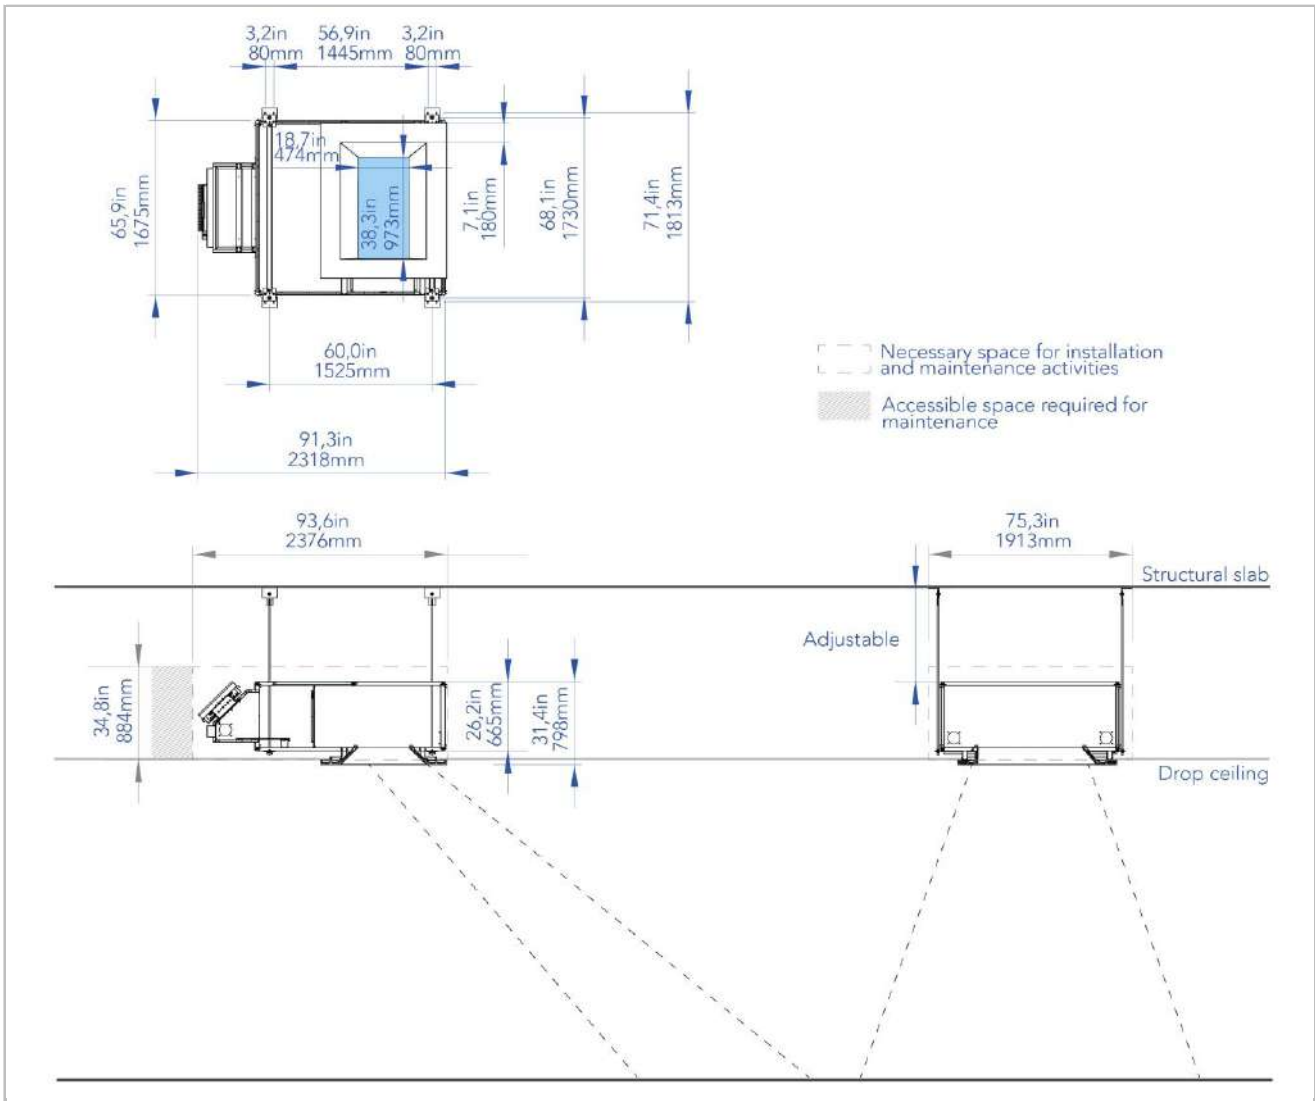 3,2in
80mm
56,9in
1445mm
3,2in
80mm
18,7in
474mm
38,3in
973mm
65,9in
1675mm
7,1in
180mm
68,1in
1730mm
71,4in
1813mm
60,0in
1525mm
91,3in
2318mm
Necessary space for installation
and maintenance activities
Accessible space required for
maintenance
93,6in
2376mm
75,3in
1913mm
Structural slab
Adjustable
34,8in
884mm
26,2in
665mm
31,4in
798mm
Drop ceiling